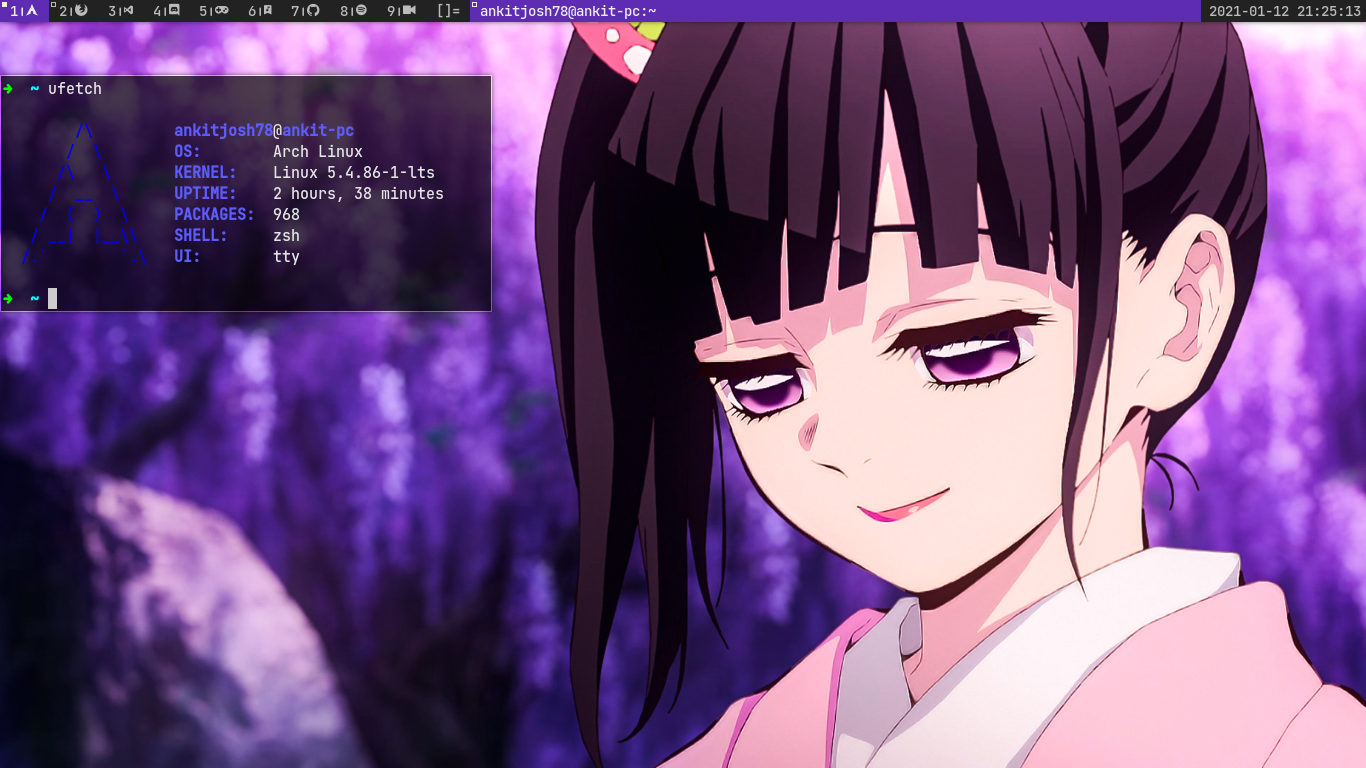 1| 2| 3| 4| 5| 6| 7| 8| 9| []= ankitjosh78@ankit-pc:~ 2021-01-12 21:25:13
➜ ~ ufetch
ankitjosh78@ankit-pc
OS: Arch Linux
KERNEL: Linux 5.4.86-1-lts
UPTIME: 2 hours, 38 minutes
PACKAGES: 968
SHELL: zsh
UI: tty
➜ ~